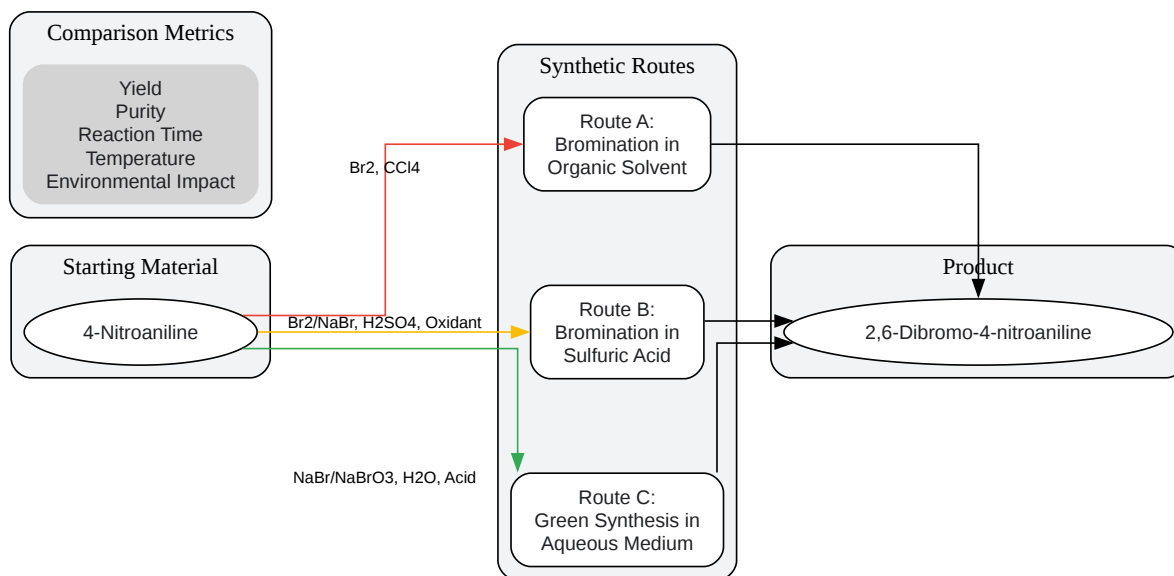 Comparison Metrics
Yield
Purity
Reaction Time
Temperature
Environmental Impact
Starting Material
4-Nitroaniline
Br2, CCl4
Br2/NaBr, H2SO4, Oxidant
NaBr/NaBrO3, H2O, Acid
Synthetic Routes
Route A:
Bromination in
Organic Solvent
Route B:
Bromination in
Sulfuric Acid
Route C:
Green Synthesis in
Aqueous Medium
Product
2,6-Dibromo-4-nitroaniline